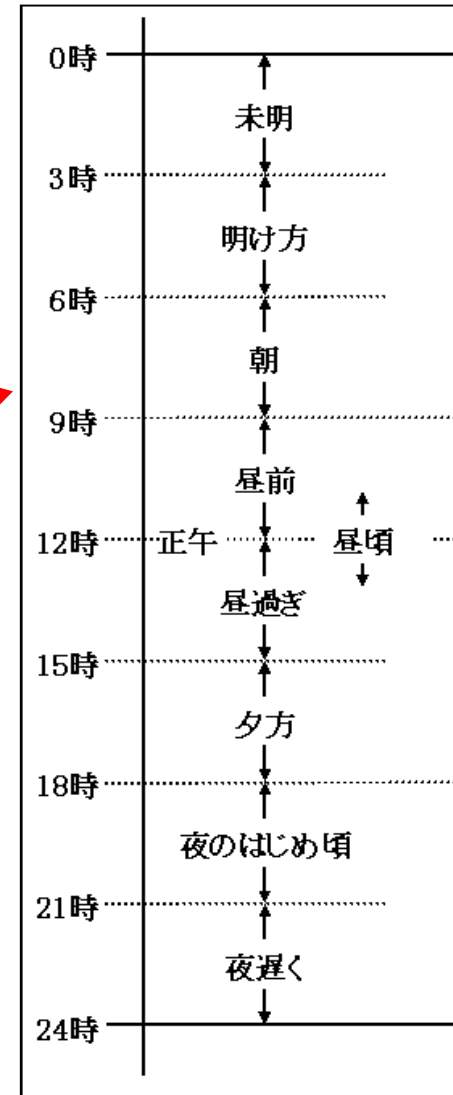 0時
未明
3時
明け方
6時
朝
9時
昼前
12時 正午 昼頃
昼過ぎ
15時
夕方
18時
夜のはじめ頃
21時
夜遅く
24時